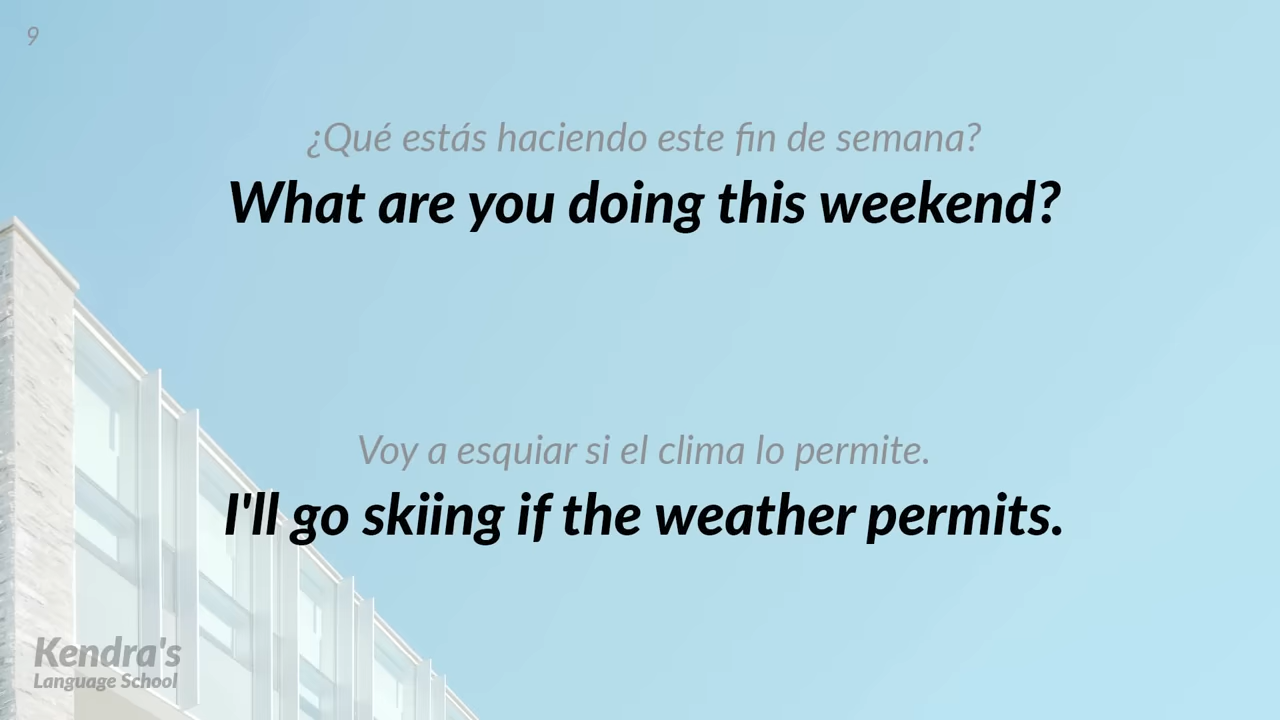 9
¿Qué estás haciendo este fin de semana?
What are you doing this weekend?
Voy a esquiar si el clima lo permite.
I'll go skiing if the weather permits.
Kendra's
Language School